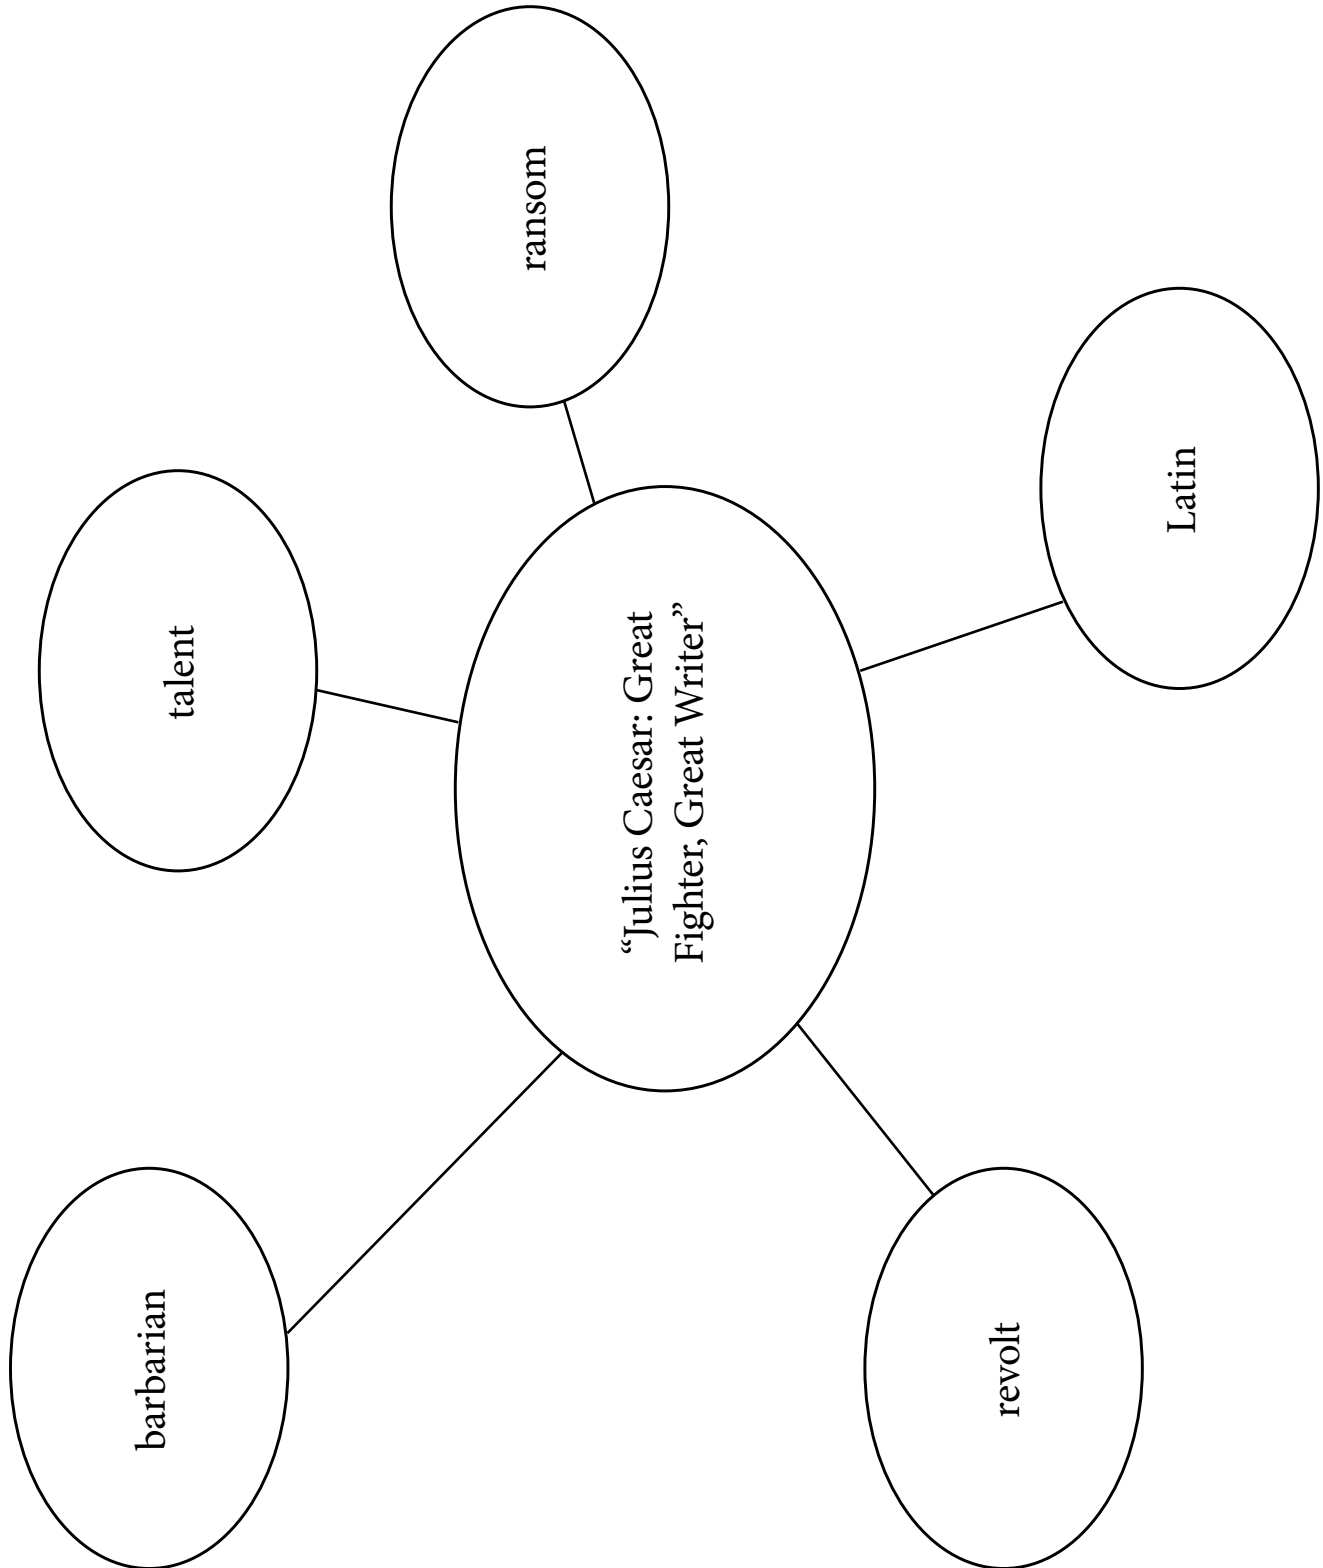 barbarian
talent
ransom
“Julius Caesar: Great
Fighter, Great Writer”
revolt
Latin